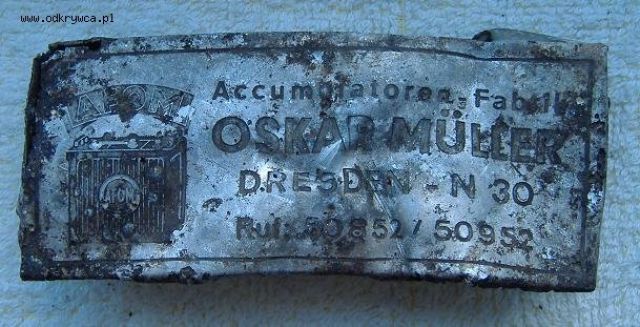 www.odkrywca.pl
Accumulatoren-Fabrik
OSKAR MÜLLER
DRESDEN - N 30
Ruf: 50852 / 50952